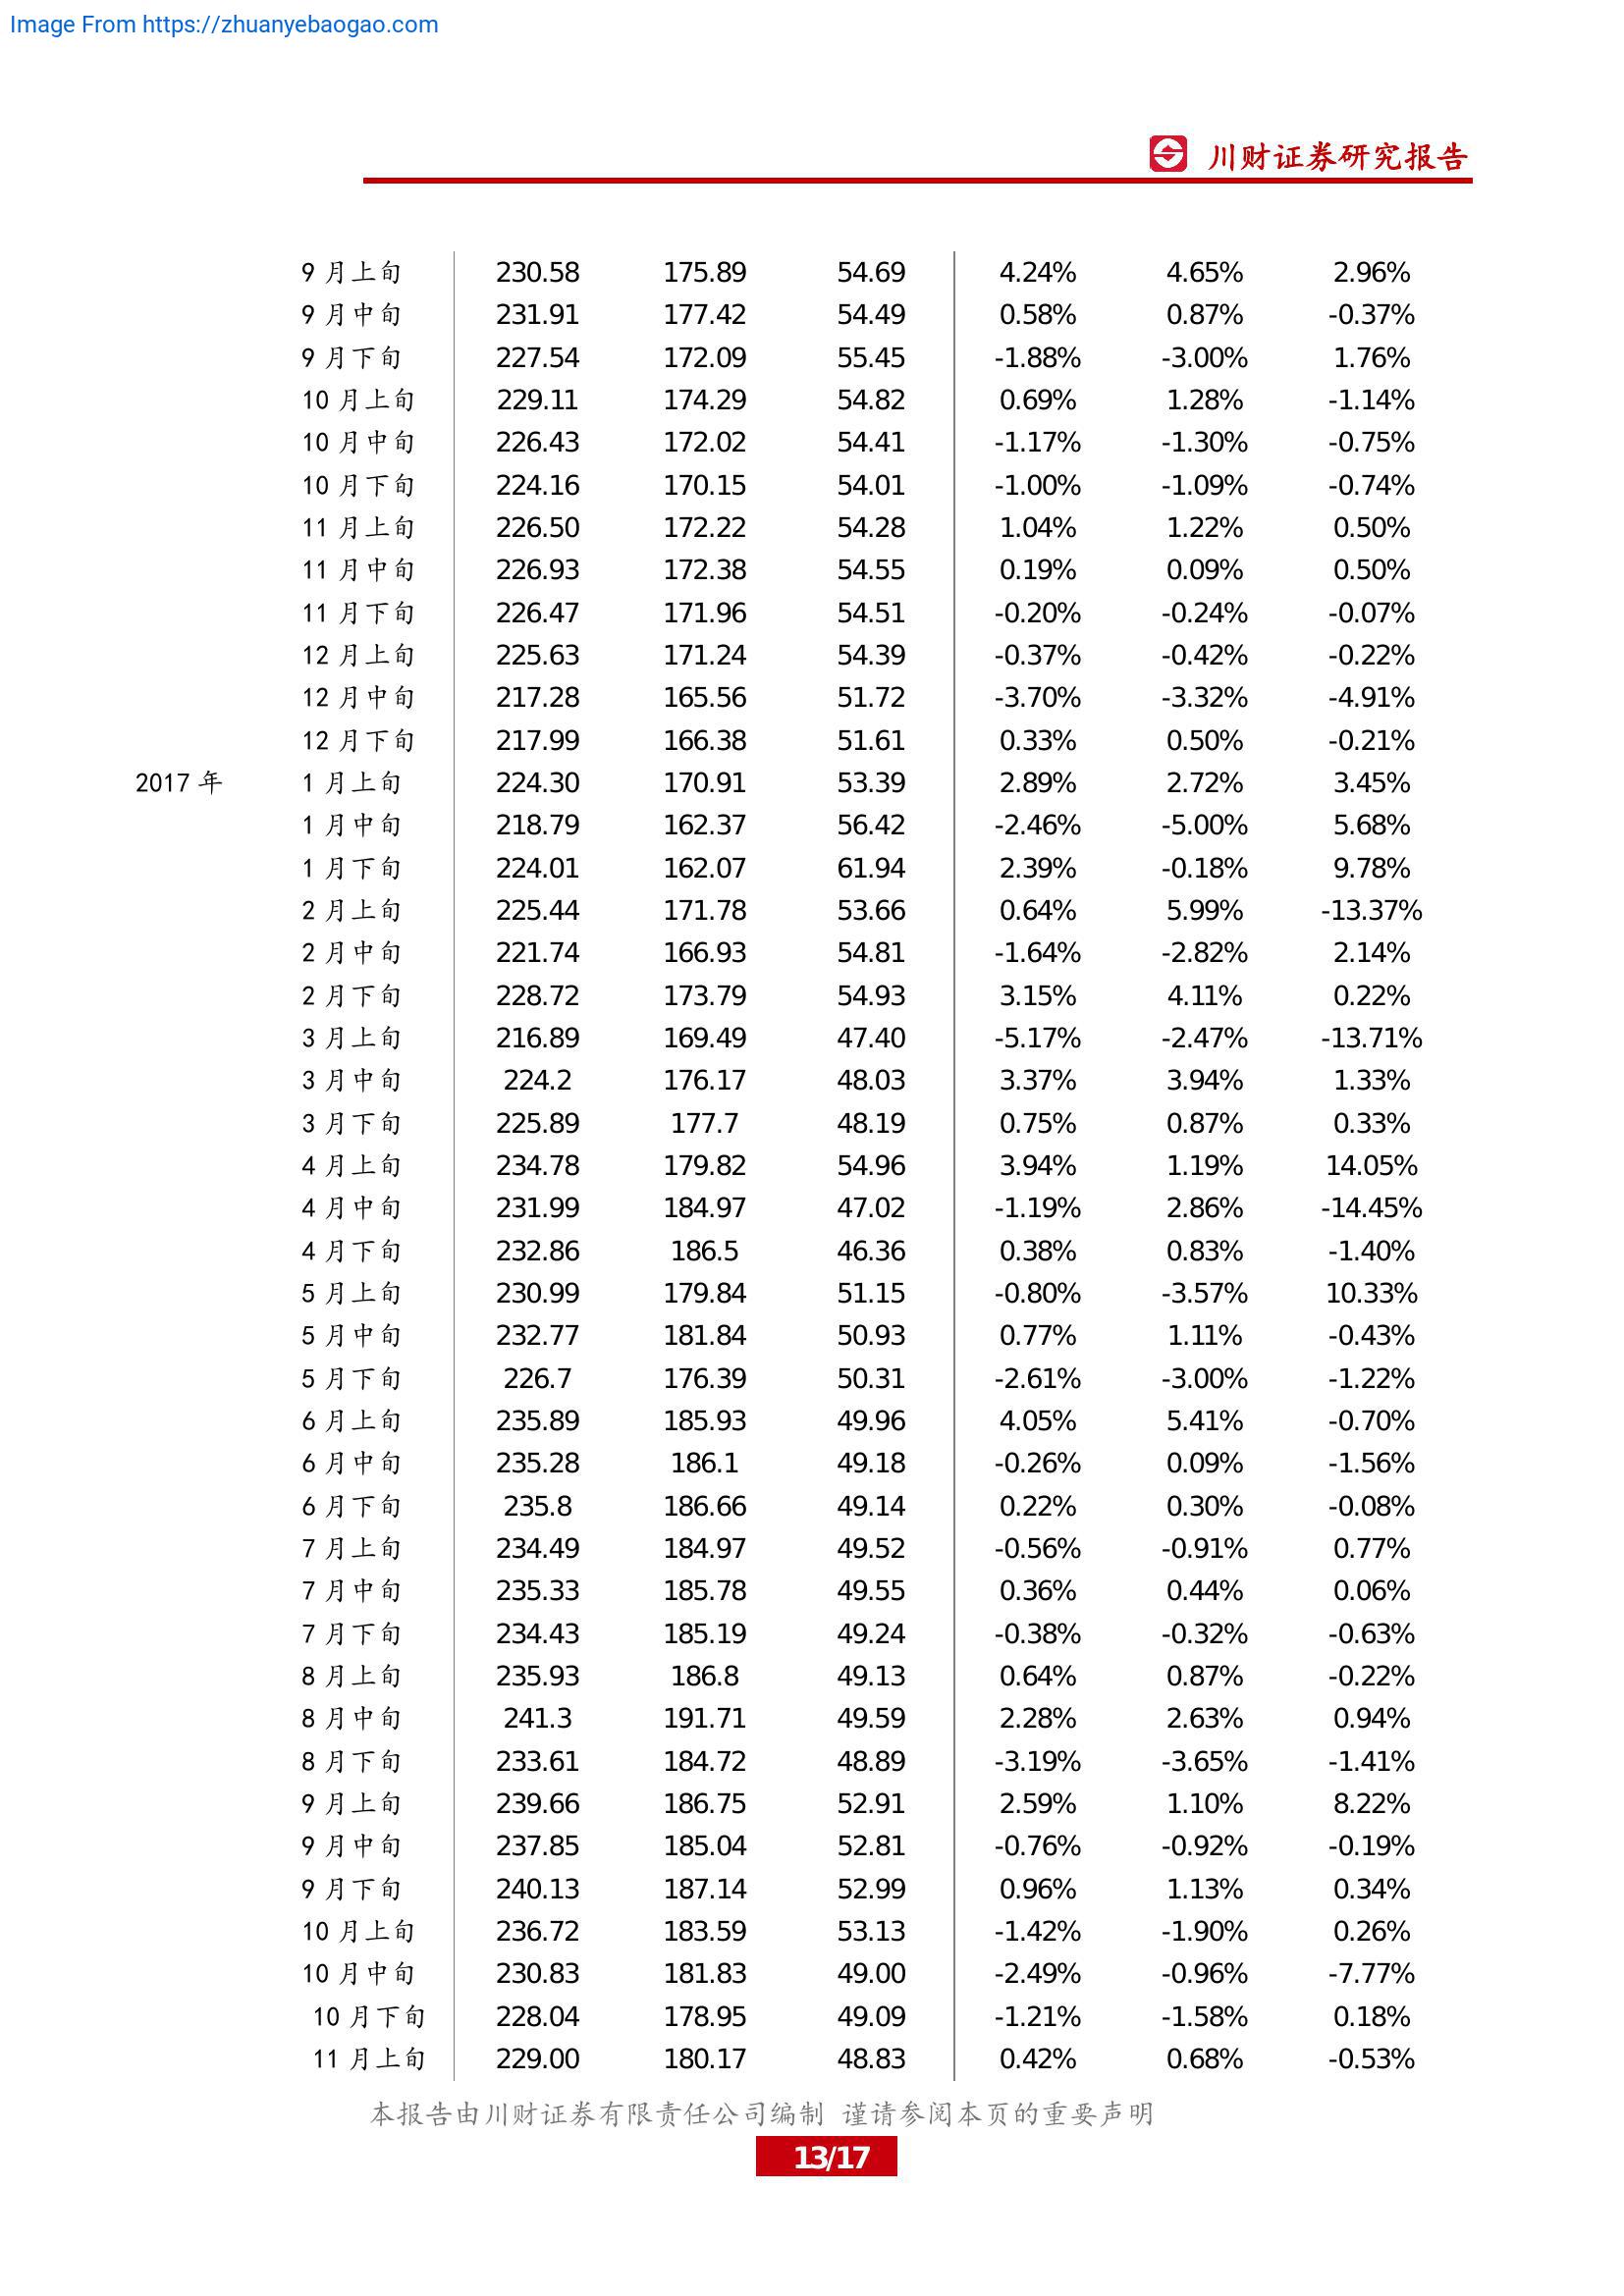 Image From https://zhuanyebaogao.com
川财证券研究报告
9 月上旬 230.58 175.89 54.69 4.24% 4.65% 2.96%
9 月中旬 231.91 177.42 54.49 0.58% 0.87% -0.37%
9 月下旬 227.54 172.09 55.45 -1.88% -3.00% 1.76%
10 月上旬 229.11 174.29 54.82 0.69% 1.28% -1.14%
10 月中旬 226.43 172.02 54.41 -1.17% -1.30% -0.75%
10 月下旬 224.16 170.15 54.01 -1.00% -1.09% -0.74%
11 月上旬 226.50 172.22 54.28 1.04% 1.22% 0.50%
11 月中旬 226.93 172.38 54.55 0.19% 0.09% 0.50%
11 月下旬 226.47 171.96 54.51 -0.20% -0.24% -0.07%
12 月上旬 225.63 171.24 54.39 -0.37% -0.42% -0.22%
12 月中旬 217.28 165.56 51.72 -3.70% -3.32% -4.91%
12 月下旬 217.99 166.38 51.61 0.33% 0.50% -0.21%
2017 年 1 月上旬 224.30 170.91 53.39 2.89% 2.72% 3.45%
1 月中旬 218.79 162.37 56.42 -2.46% -5.00% 5.68%
1 月下旬 224.01 162.07 61.94 2.39% -0.18% 9.78%
2 月上旬 225.44 171.78 53.66 0.64% 5.99% -13.37%
2 月中旬 221.74 166.93 54.81 -1.64% -2.82% 2.14%
2 月下旬 228.72 173.79 54.93 3.15% 4.11% 0.22%
3 月上旬 216.89 169.49 47.40 -5.17% -2.47% -13.71%
3 月中旬 224.2 176.17 48.03 3.37% 3.94% 1.33%
3 月下旬 225.89 177.7 48.19 0.75% 0.87% 0.33%
4 月上旬 234.78 179.82 54.96 3.94% 1.19% 14.05%
4 月中旬 231.99 184.97 47.02 -1.19% 2.86% -14.45%
4 月下旬 232.86 186.5 46.36 0.38% 0.83% -1.40%
5 月上旬 230.99 179.84 51.15 -0.80% -3.57% 10.33%
5 月中旬 232.77 181.84 50.93 0.77% 1.11% -0.43%
5 月下旬 226.7 176.39 50.31 -2.61% -3.00% -1.22%
6 月上旬 235.89 185.93 49.96 4.05% 5.41% -0.70%
6 月中旬 235.28 186.1 49.18 -0.26% 0.09% -1.56%
6 月下旬 235.8 186.66 49.14 0.22% 0.30% -0.08%
7 月上旬 234.49 184.97 49.52 -0.56% -0.91% 0.77%
7 月中旬 235.33 185.78 49.55 0.36% 0.44% 0.06%
7 月下旬 234.43 185.19 49.24 -0.38% -0.32% -0.63%
8 月上旬 235.93 186.8 49.13 0.64% 0.87% -0.22%
8 月中旬 241.3 191.71 49.59 2.28% 2.63% 0.94%
8 月下旬 233.61 184.72 48.89 -3.19% -3.65% -1.41%
9 月上旬 239.66 186.75 52.91 2.59% 1.10% 8.22%
9 月中旬 237.85 185.04 52.81 -0.76% -0.92% -0.19%
9 月下旬 240.13 187.14 52.99 0.96% 1.13% 0.34%
10 月上旬 236.72 183.59 53.13 -1.42% -1.90% 0.26%
10 月中旬 230.83 181.83 49.00 -2.49% -0.96% -7.77%
10 月下旬 228.04 178.95 49.09 -1.21% -1.58% 0.18%
11 月上旬 229.00 180.17 48.83 0.42% 0.68% -0.53%
本报告由川财证券有限责任公司编制 谨请参阅本页的重要声明
13/17